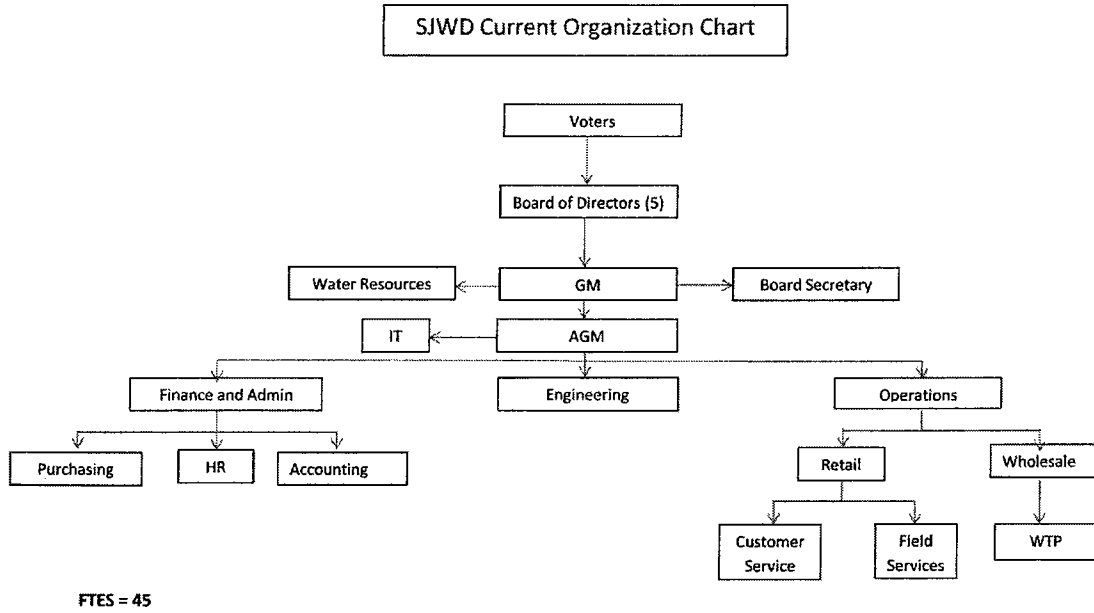 SJWD Current Organization Chart
Voters
Board of Directors (5)
Water Resources
GM
Board Secretary
IT
AGM
Finance and Admin
Engineering
Operations
Purchasing
HR
Accounting
Retail
Wholesale
Customer
Service
Field
Services
WTP
FTES = 45